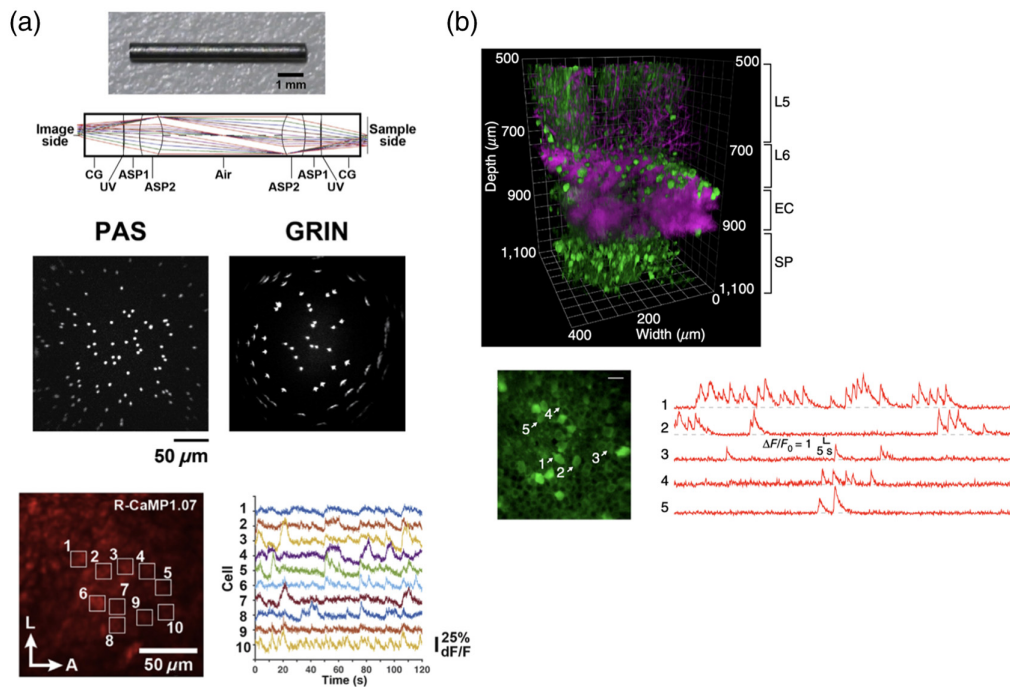 (a)
1 mm
Image side
Sample side
CG
UV
ASP1
ASP2
Air
ASP2
ASP1
UV
CG
PAS
GRIN
50 μm
R-CaMP1.07
1
2
3
4
5
6
7
8
9
10
L
A
50 μm
Cell
1
2
3
4
5
6
7
8
9
10
25%
dF/F
0 20 40 60 80 100 120
Time (s)
(b)
500
700
900
1,100
Depth (μm)
500
700
900
1,100
0
200
400
Width (μm)
L5
L6
EC
SP
4
5
1
2
3
1
2
3
4
5
ΔF/F0 = 1
5 s